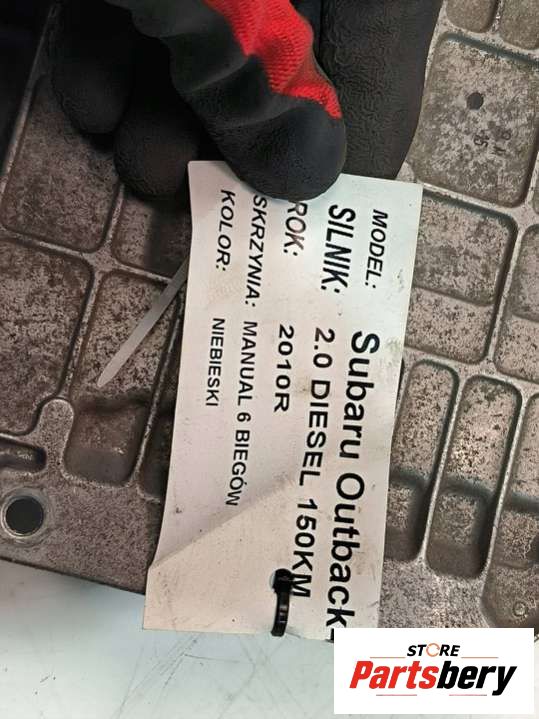 MODEL: Subaru Outback
SILNIK: 2.0 DIESEL 150KM
ROK: 2010R
SKRZYNIA: MANUAL 6 BIEGÓW
KOLOR: NIEBIESKI
STORE
Partsbery